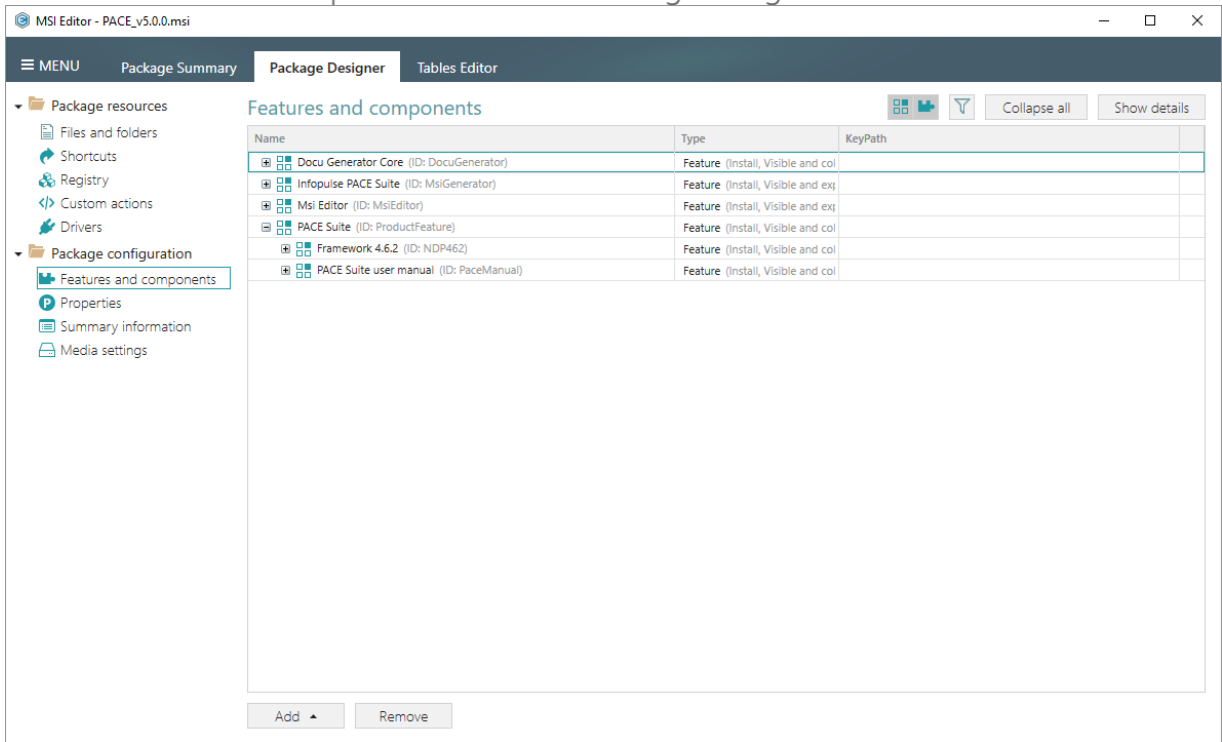 MSI Editor - PACE_v5.0.0.msi
MENU Package Summary Package Designer Tables Editor
Package resources
Files and folders
Shortcuts
Registry
Custom actions
Drivers
Package configuration
Features and components
Properties
Summary information
Media settings
Features and components Collapse all Show details
Name Type KeyPath
Docu Generator Core (ID: DocuGenerator) Feature (Install, Visible and col
Infopulse PACE Suite (ID: MsiGenerator) Feature (Install, Visible and exp
Msi Editor (ID: MsiEditor) Feature (Install, Visible and exp
PACE Suite (ID: ProductFeature) Feature (Install, Visible and col
Framework 4.6.2 (ID: NDP462) Feature (Install, Visible and col
PACE Suite user manual (ID: PaceManual) Feature (Install, Visible and col
Add Remove